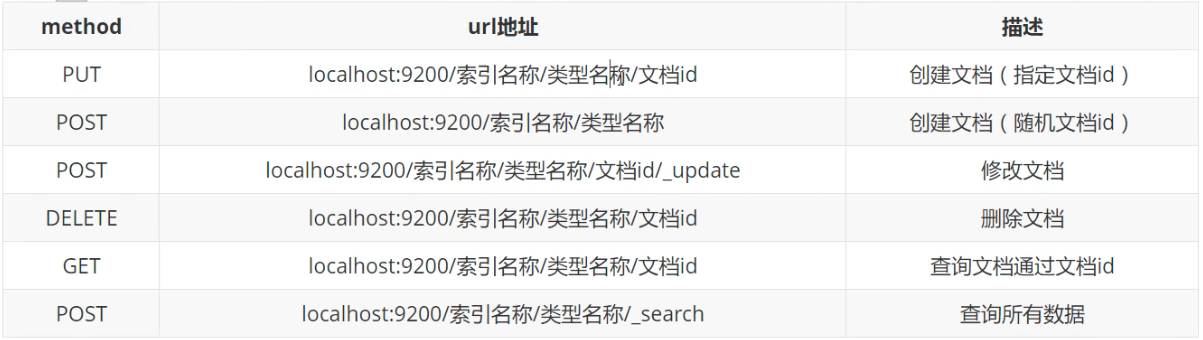 method url地址 描述
PUT localhost:9200/索引名称/类型名称/文档id 创建文档（指定文档id）
POST localhost:9200/索引名称/类型名称 创建文档（随机文档id）
POST localhost:9200/索引名称/类型名称/文档id/_update 修改文档
DELETE localhost:9200/索引名称/类型名称/文档id 删除文档
GET localhost:9200/索引名称/类型名称/文档id 查询文档通过文档id
POST localhost:9200/索引名称/类型名称/_search 查询所有数据